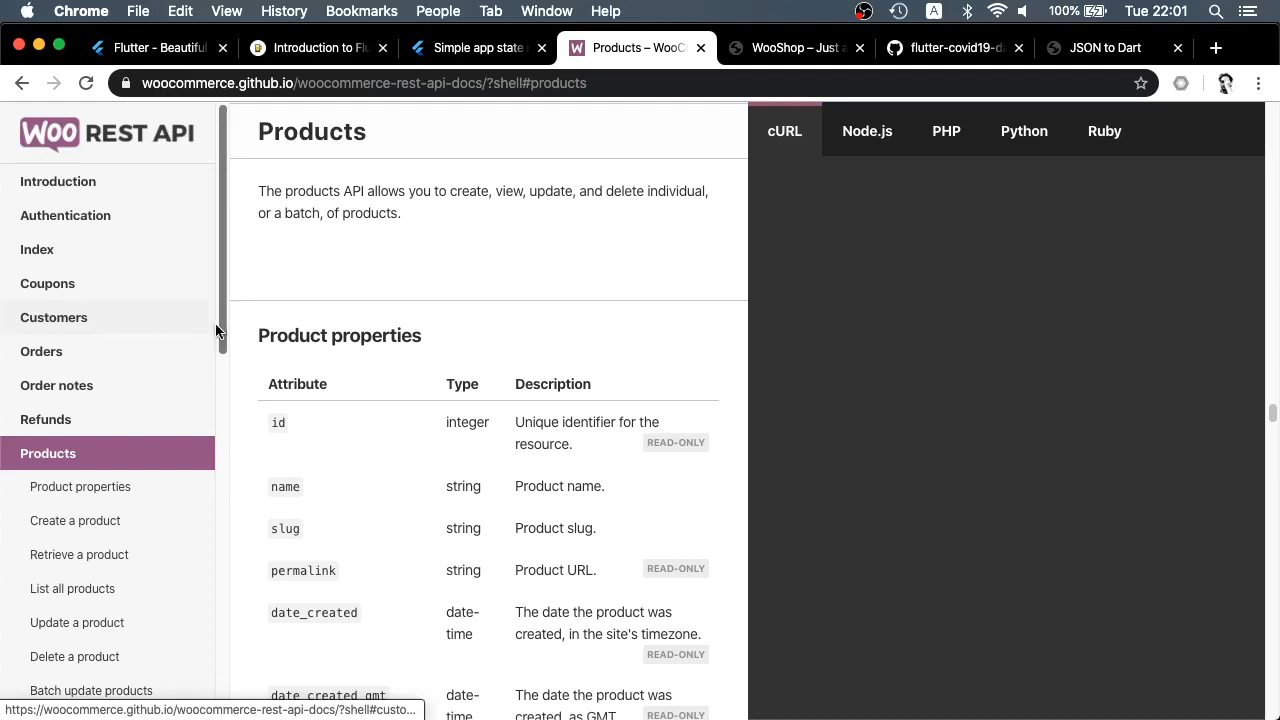 Chrome File Edit View History Bookmarks People Tab Window Help 100% Tue 22:01
Flutter - Beautiful
Introduction to Flu
Simple app state
Products – WooC
WooShop – Just a
flutter-covid19-da
JSON to Dart
woocommerce.github.io/woocommerce-rest-api-docs/?shell#products
WOO REST API
Introduction
Authentication
Index
Coupons
Customers
Orders
Order notes
Refunds
Products
Product properties
Create a product
Retrieve a product
List all products
Update a product
Delete a product
Batch update products
https://woocommerce.github.io/woocommerce-rest-api-docs/?shell#custo...
Products
The products API allows you to create, view, update, and delete individual,
or a batch, of products.
Product properties
Attribute Type Description
id integer Unique identifier for the
resource. READ-ONLY
name string Product name.
slug string Product slug.
permalink string Product URL. READ-ONLY
date_created date- The date the product was
time created, in the site's timezone.
READ-ONLY
date_created_gmt date- The date the product was
time created, as GMT. READ-ONLY
cURL Node.js PHP Python Ruby